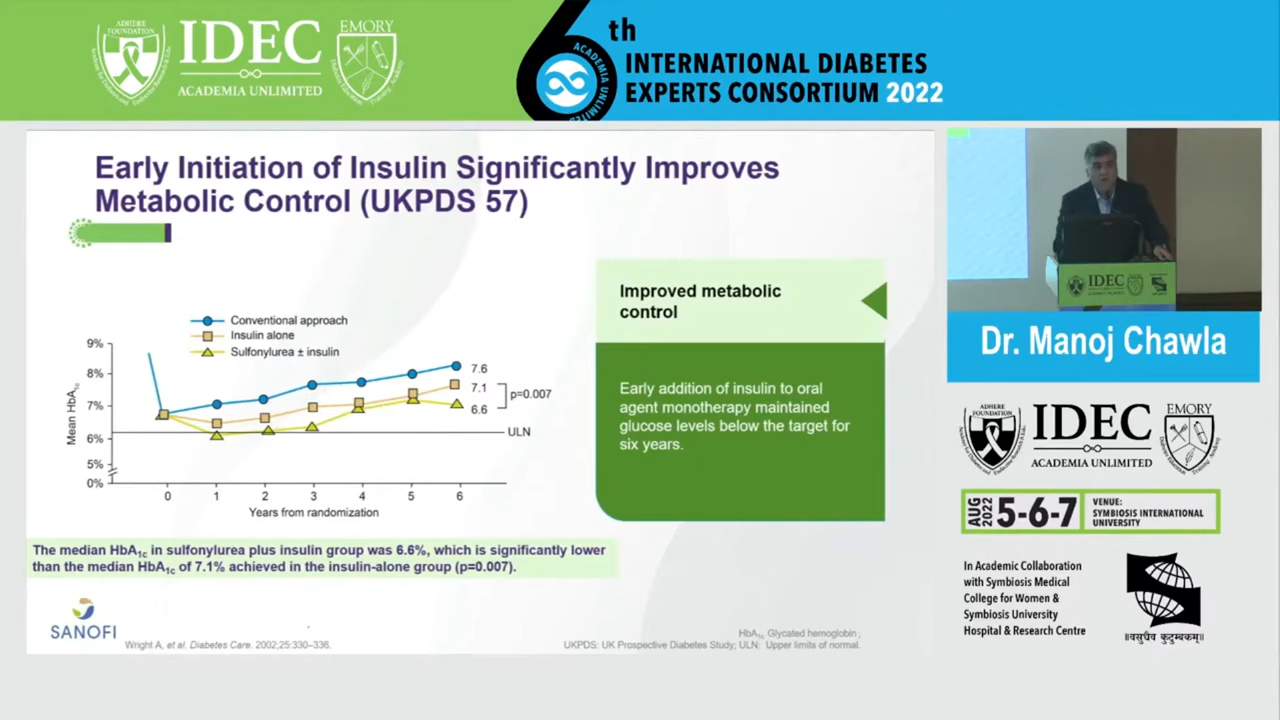 ADHERE
FOUNDATION
IDEC
ACADEMIA UNLIMITED
EMORY
6th
INTERNATIONAL DIABETES
EXPERTS CONSORTIUM 2022
ACADEMIA UNLIMITED
Early Initiation of Insulin Significantly Improves
Metabolic Control (UKPDS 57)
Conventional approach
Insulin alone
Sulfonylurea ± insulin
Mean HbA1c
9%
8%
7%
6%
5%
0%
7.6
7.1
6.6
p=0.007
ULN
0 1 2 3 4 5 6
Years from randomization
Improved metabolic
control
Early addition of insulin to oral
agent monotherapy maintained
glucose levels below the target for
six years.
The median HbA1c in sulfonylurea plus insulin group was 6.6%, which is significantly lower
than the median HbA1c of 7.1% achieved in the insulin-alone group (p=0.007).
SANOFI
Wright A, et al. Diabetes Care. 2002;25:330–336.
HbA1c Glycated hemoglobin;
UKPDS: UK Prospective Diabetes Study; ULN: Upper limits of normal.
IDEC
Dr. Manoj Chawla
ADHERE
FOUNDATION
IDEC
ACADEMIA UNLIMITED
EMORY
AUG
2022
5-6-7
VENUE:
SYMBIOSIS INTERNATIONAL
UNIVERSITY
In Academic Collaboration
with Symbiosis Medical
College for Women &
Symbiosis University
Hospital & Research Centre
॥वसुधैव कुटुम्बकम्॥